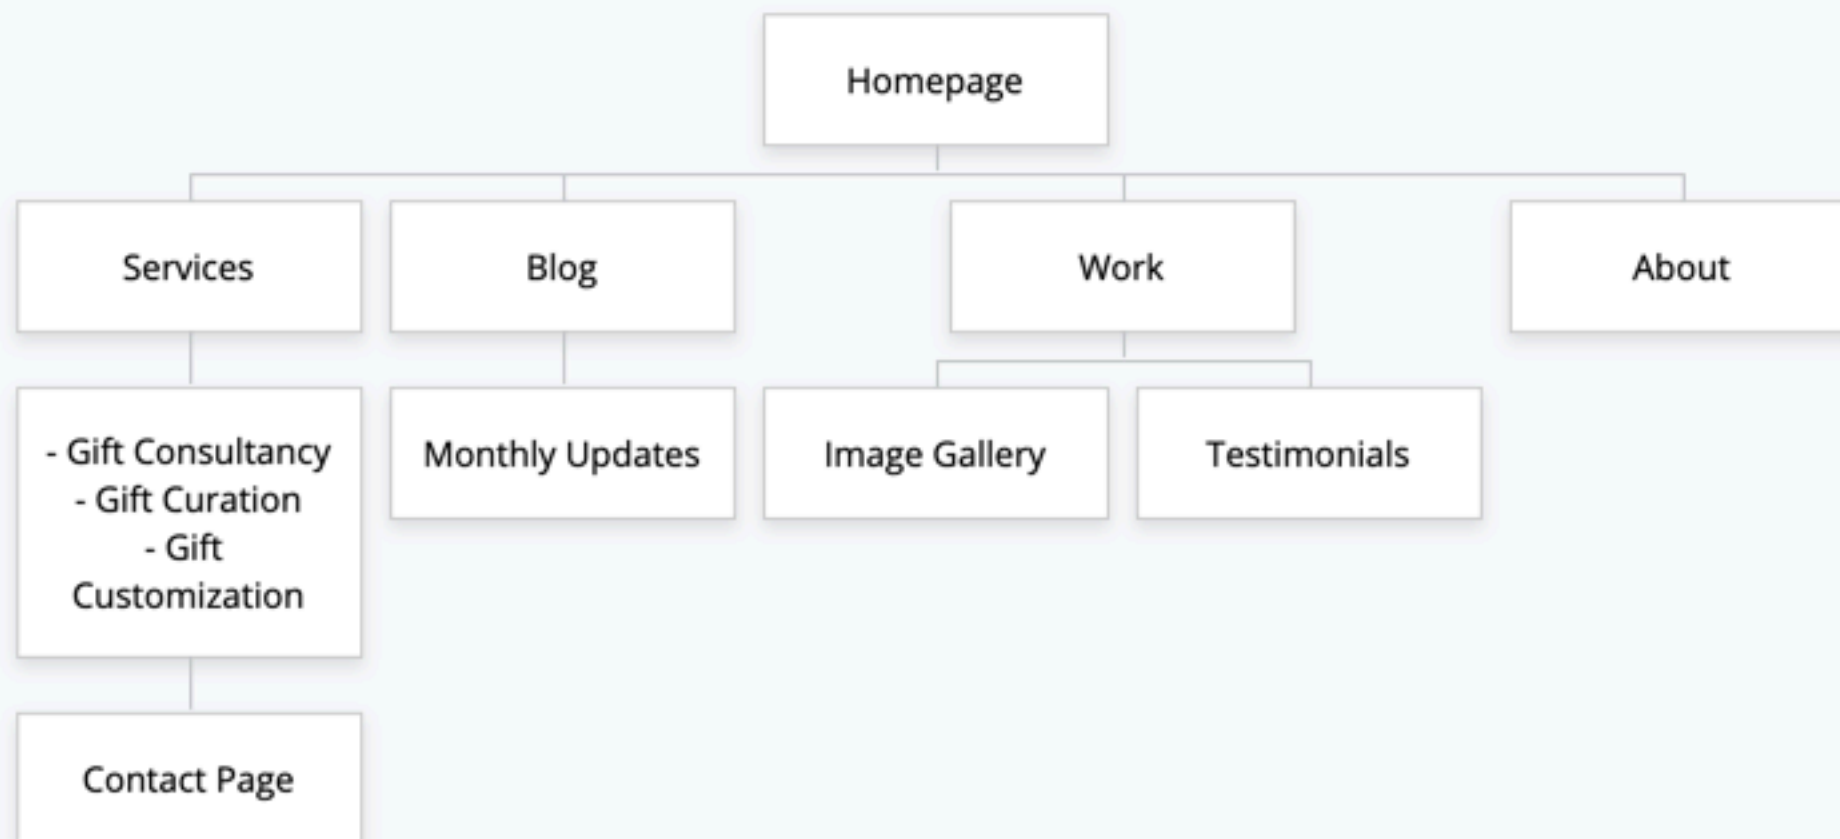 Homepage
Services
Blog
Work
About
- Gift Consultancy
- Gift Curation
- Gift
Customization
Monthly Updates
Image Gallery
Testimonials
Contact Page